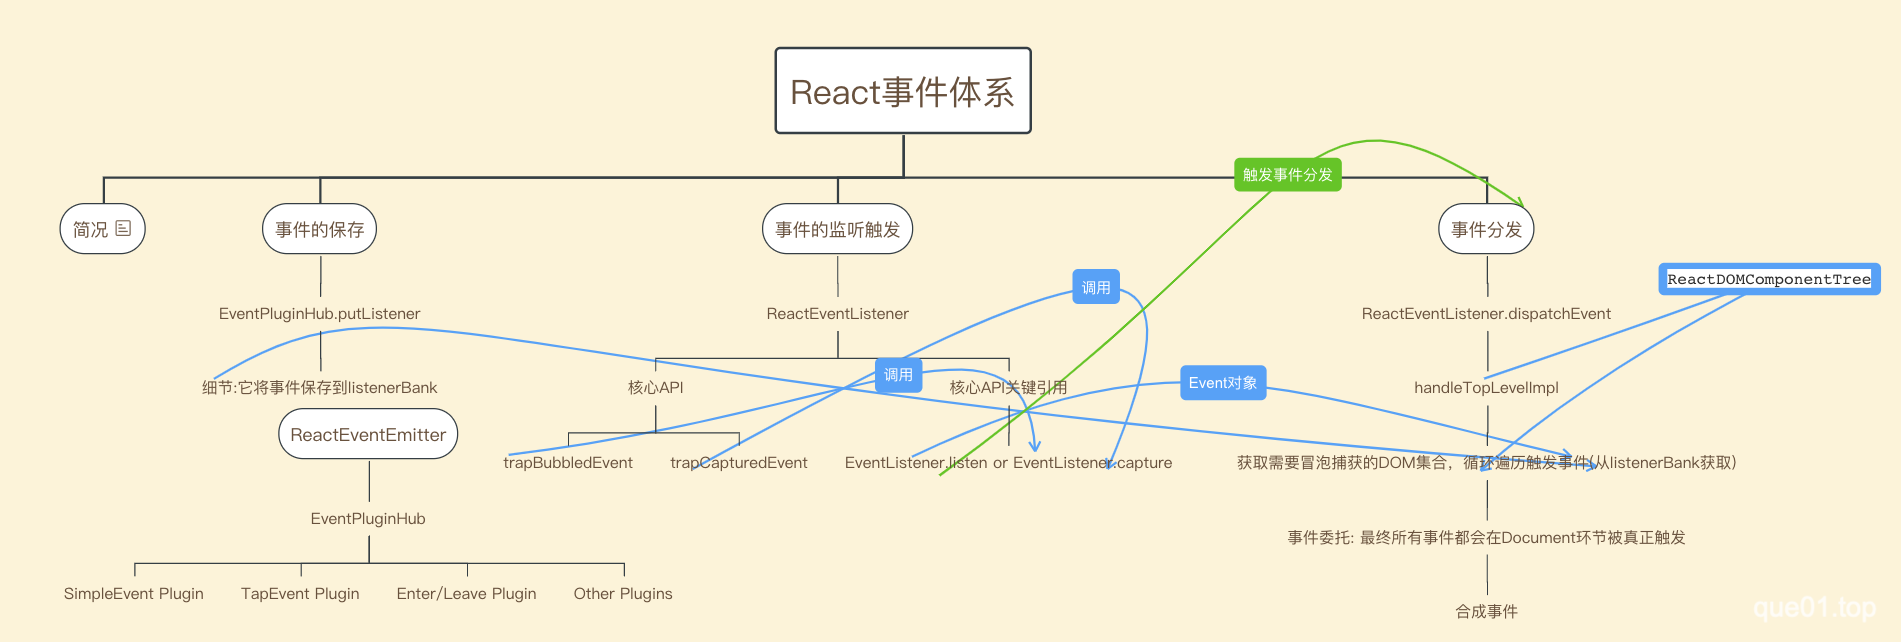 React事件体系
触发事件分发
简况
事件的保存
事件的监听触发
事件分发
ReactDOMComponentTree
调用
EventPluginHub.putListener
ReactEventListener
ReactEventListener.dispatchEvent
调用
Event对象
细节:它将事件保存到listenerBank
核心API
核心API关键引用
handleTopLevelImpl
ReactEventEmitter
trapBubbledEvent
trapCapturedEvent
EventListener.listen or EventListener.capture
获取需要冒泡捕获的DOM集合，循环遍历触发事件(从listenerBank获取)
EventPluginHub
事件委托: 最终所有事件都会在Document环节被真正触发
SimpleEvent Plugin
TapEvent Plugin
Enter/Leave Plugin
Other Plugins
合成事件
que01.top